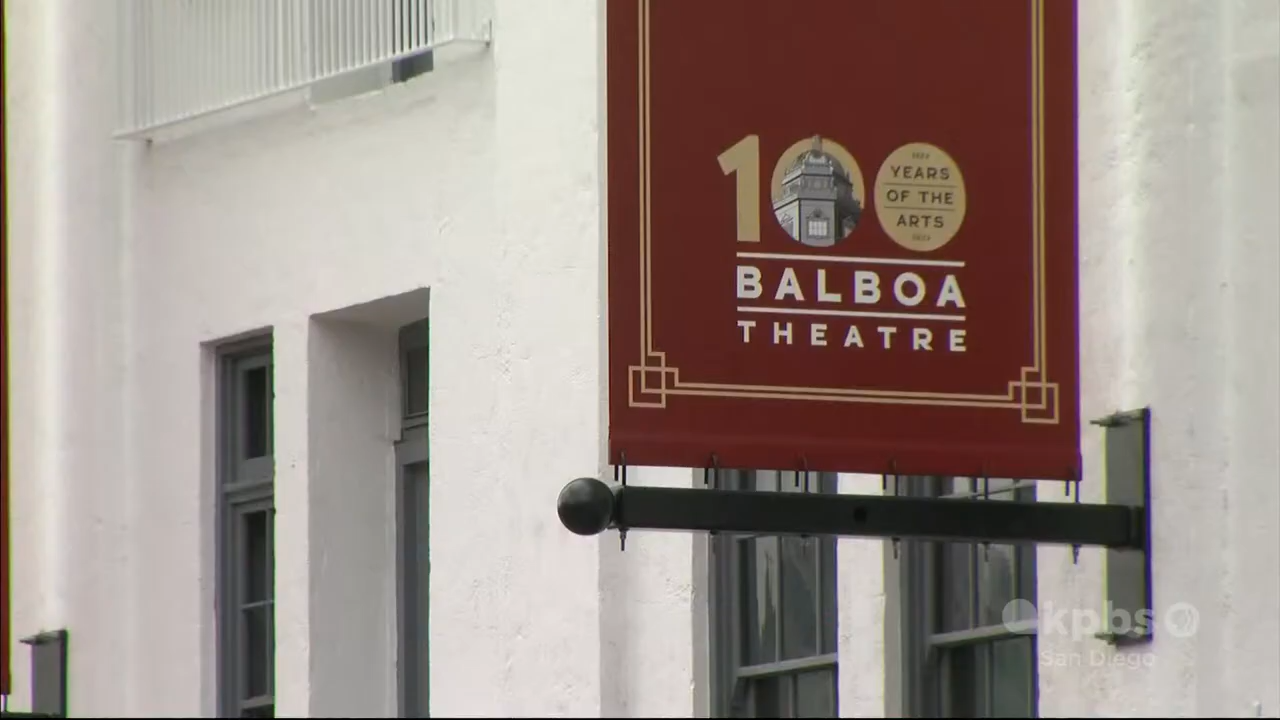 100
YEARS
OF THE
ARTS
BALBOA
THEATRE
kpbs
San Diego